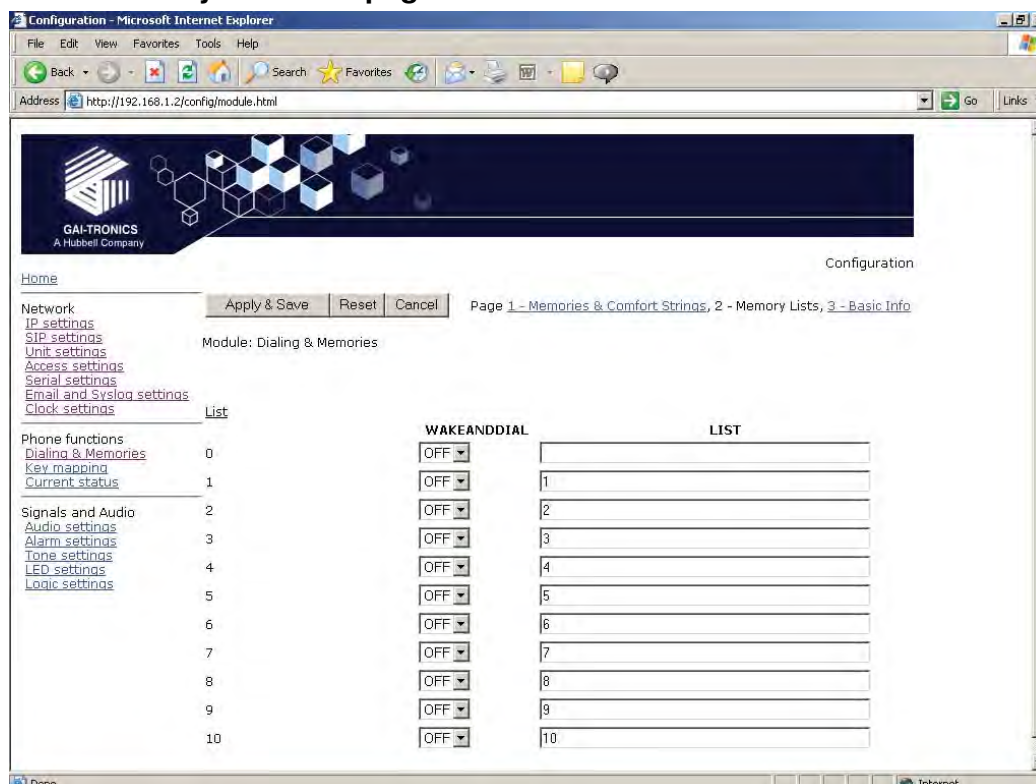 Configuration - Microsoft Internet Explorer
File Edit View Favorites Tools Help
Back Search Favorites
Address http://192.168.1.2/config/module.html Go Links
GAI-TRONICS
A Hubbell Company
Configuration
Home
Apply & Save Reset Cancel Page 1 - Memories & Comfort Strings, 2 - Memory Lists, 3 - Basic Info
Module: Dialing & Memories
Network
IP settings
SIP settings
Unit settings
Access settings
Serial settings
Email and Syslog settings
Clock settings
Phone functions
Dialing & Memories
Key mapping
Current status
Signals and Audio
Audio settings
Alarm settings
Tone settings
LED settings
Logic settings
List
WAKEANDDIAL LIST
0 OFF
1 OFF 1
2 OFF 2
3 OFF 3
4 OFF 4
5 OFF 5
6 OFF 6
7 OFF 7
8 OFF 8
9 OFF 9
10 OFF 10
Done Internet